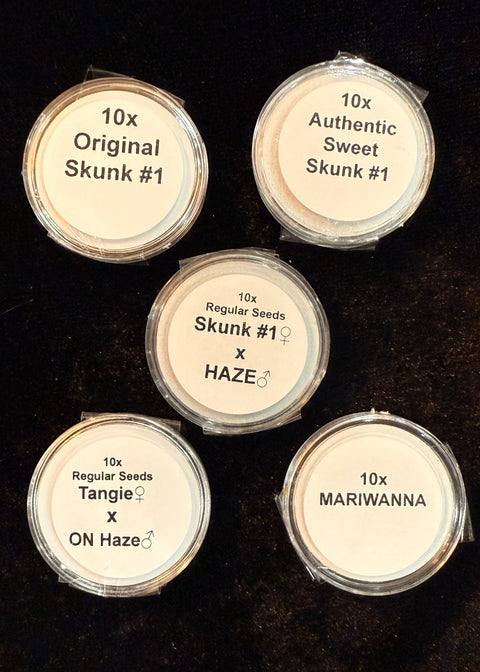 10x
Original
Skunk #1
10x
Authentic
Sweet
Skunk #1
10x
Regular Seeds
Skunk #1♀
x
HAZE♂
10x
Regular Seeds
Tangie♀
x
ON Haze♂
10x
MARIWANNA